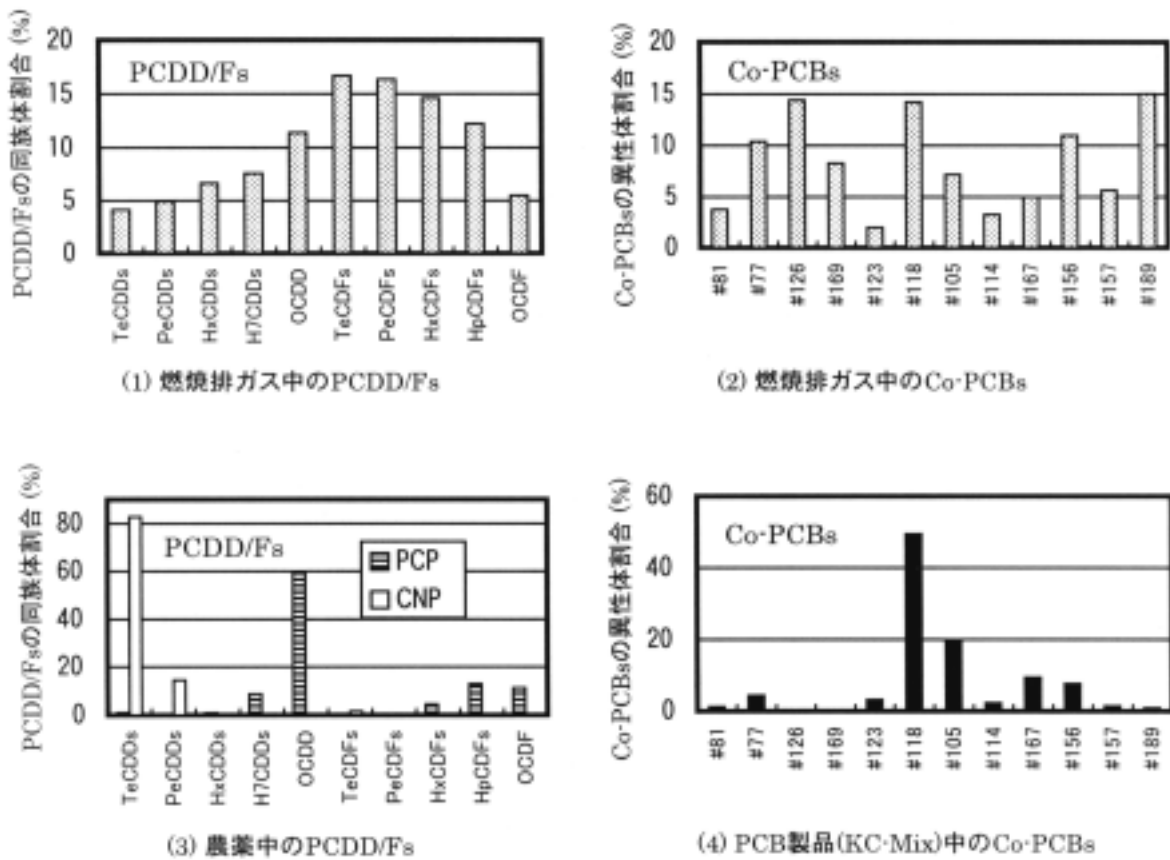 PCDD/Fsの同族体割合 (%)
20
15
10
5
0
PCDD/Fs
TeCDDs
PeCDDs
HxCDDs
H7CDDs
OCDD
TeCDFs
PeCDFs
HxCDFs
HpCDFs
OCDF
(1) 燃焼排ガス中のPCDD/Fs
Co-PCBsの異性体割合 (%)
20
15
10
5
0
Co-PCBs
#81
#77
#126
#169
#123
#118
#105
#114
#167
#156
#157
#189
(2) 燃焼排ガス中のCo-PCBs
PCDD/Fsの同族体割合 (%)
80
60
40
20
0
PCDD/Fs
PCP
CNP
TeCDDs
PeCDDs
HxCDDs
H7CDDs
OCDD
TeCDFs
PeCDFs
HxCDFs
HpCDFs
OCDF
(3) 農薬中のPCDD/Fs
Co-PCBsの異性体割合 (%)
60
40
20
0
Co-PCBs
#81
#77
#126
#169
#123
#118
#105
#114
#167
#156
#157
#189
(4) PCB製品(KC-Mix)中のCo-PCBs